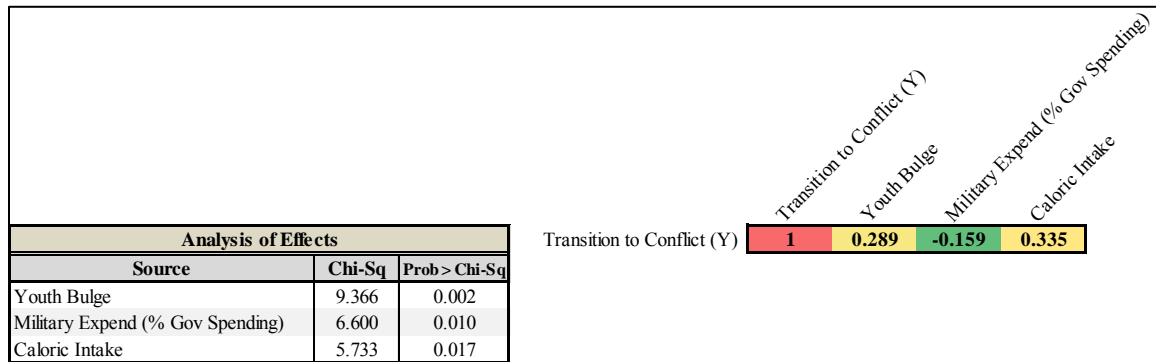 Transition to Conflict (Y)
Youth Bulge
Military Expend (% Gov Spending)
Caloric Intake
Transition to Conflict (Y) 1 0.289 -0.159 0.335
Analysis of Effects
Source Chi-Sq Prob > Chi-Sq
Youth Bulge 9.366 0.002
Military Expend (% Gov Spending) 6.600 0.010
Caloric Intake 5.733 0.017